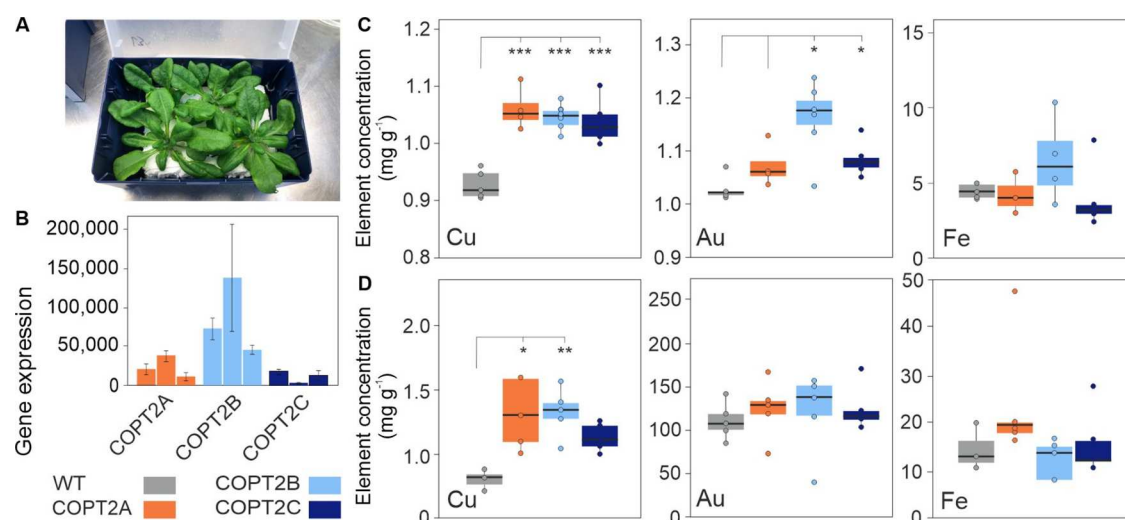 A
B
Gene expression
200,000
150,000
100,000
50,000
0
COPT2A
COPT2B
COPT2C
WT
COPT2A
COPT2B
COPT2C
C
Element concentration
(mg g⁻¹)
1.2
1.1
1.0
0.9
0.8
***
***
***
Cu
1.3
1.2
1.1
1.0
0.9
*
*
Au
15
10
5
0
Fe
D
Element concentration
(mg g⁻¹)
2.0
1.5
1.0
0
*
**
Cu
250
200
150
100
50
0
Au
50
40
20
10
0
Fe